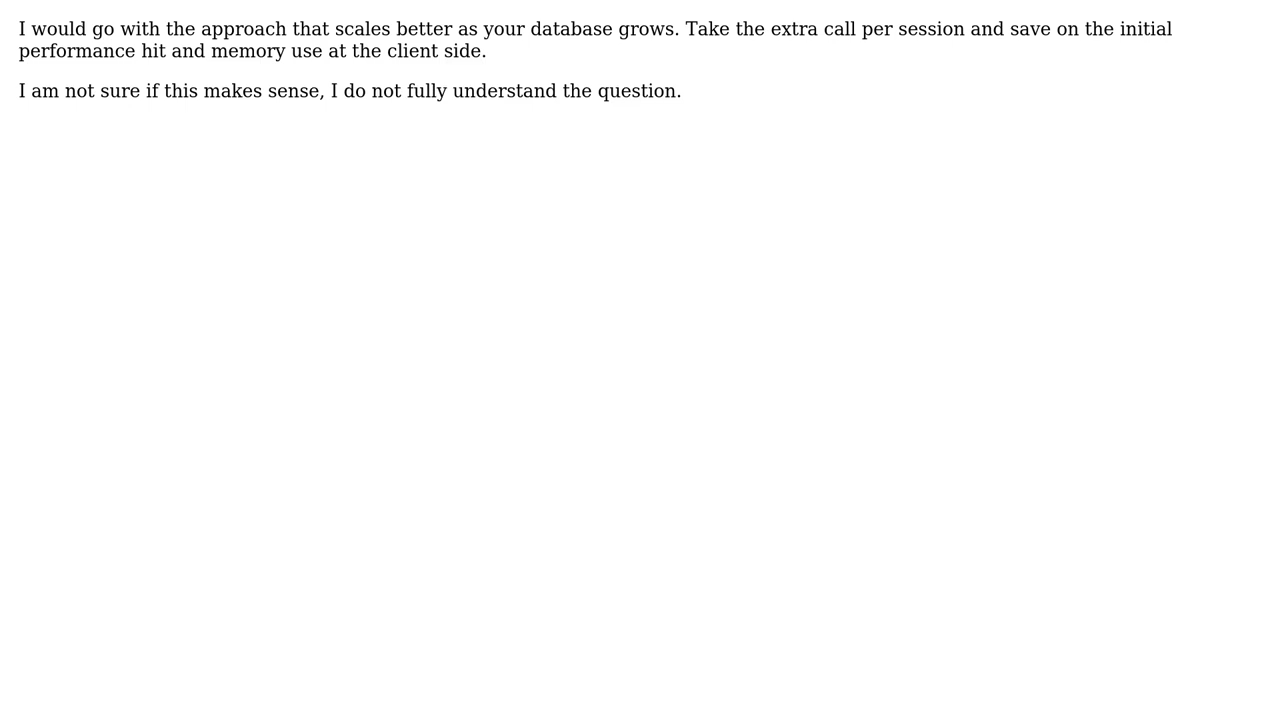 I would go with the approach that scales better as your database grows. Take the extra call per session and save on the initial
performance hit and memory use at the client side.
I am not sure if this makes sense, I do not fully understand the question.